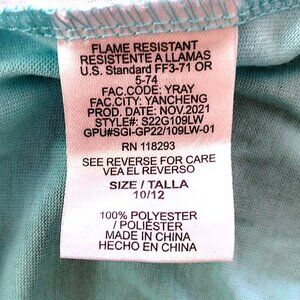 FLAME RESISTANT
RESISTENTE A LLAMAS
U.S. Standard FF3-71 OR
5-74
FAC.CODE: YRAY
FAC.CITY: YANCHENG
PROD. DATE: NOV.2021
STYLE#: S22G109LW
GPU#SGI-GP22/109LW-01
RN 118293
SEE REVERSE FOR CARE
VEA EL REVERSO
SIZE / TALLA
10/12
100% POLYESTER
/ POLIÉSTER
MADE IN CHINA
HECHO EN CHINA